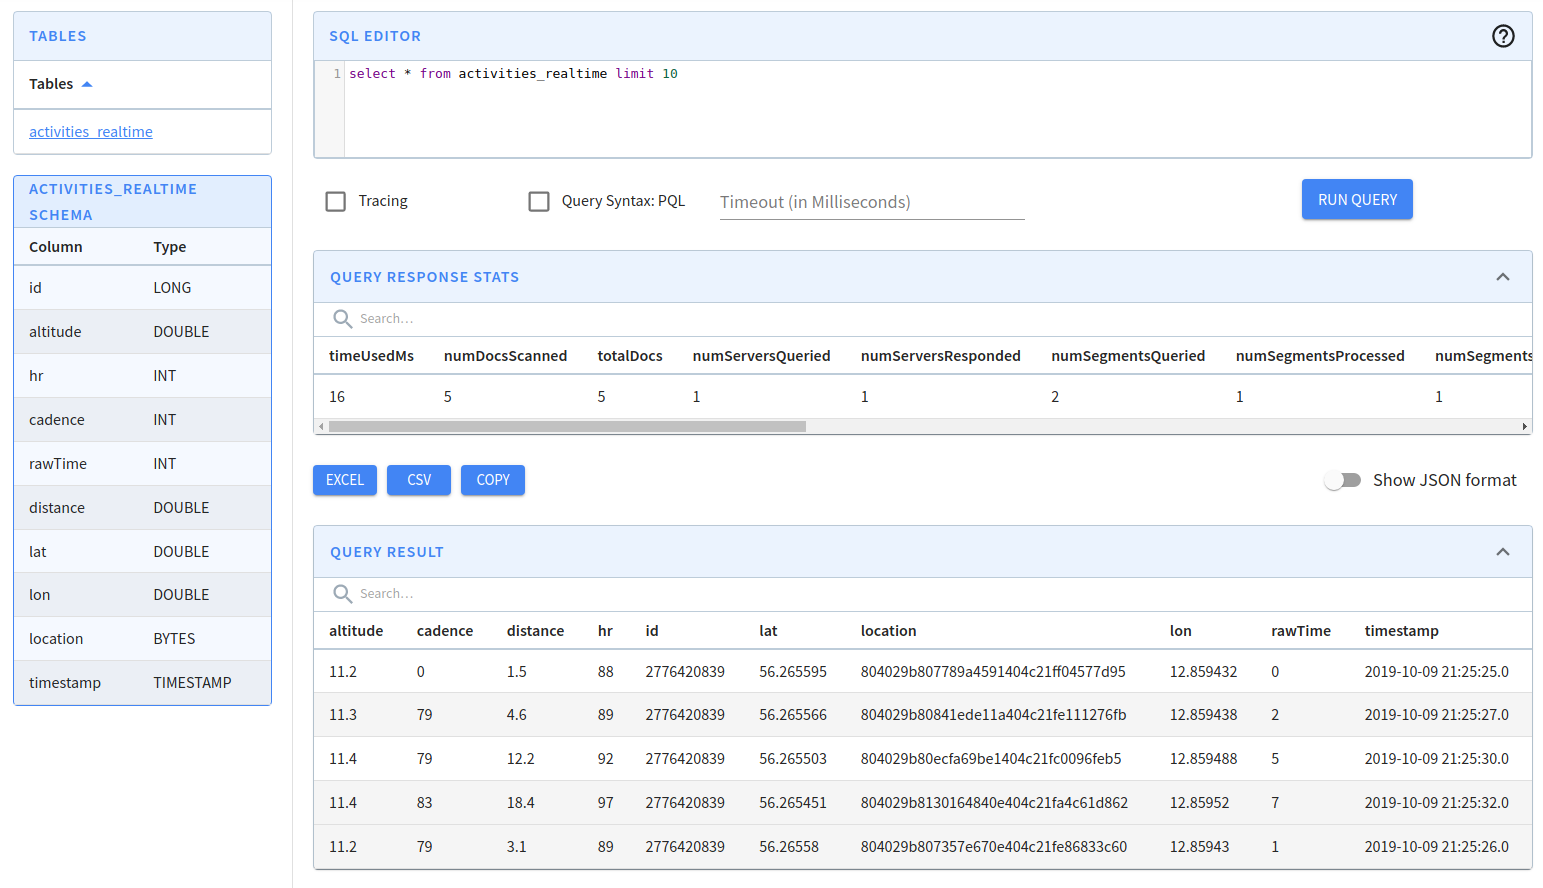 TABLES
Tables
activities_realtime
ACTIVITIES_REALTIME
SCHEMA
Column Type
id LONG
altitude DOUBLE
hr INT
cadence INT
rawTime INT
distance DOUBLE
lat DOUBLE
lon DOUBLE
location BYTES
timestamp TIMESTAMP
SQL EDITOR
1 select * from activities_realtime limit 10
Tracing Query Syntax: PQL Timeout (in Milliseconds) RUN QUERY
QUERY RESPONSE STATS
Search...
timeUsedMs numDocsScanned totalDocs numServersQueried numServersResponded numSegmentsQueried numSegmentsProcessed numSegments
16 5 5 1 1 2 1 1
EXCEL CSV COPY Show JSON format
QUERY RESULT
Search...
altitude cadence distance hr id lat location lon rawTime timestamp
11.2 0 1.5 88 2776420839 56.265595 804029b807789a4591404c21ff04577d95 12.859432 0 2019-10-09 21:25:25.0
11.3 79 4.6 89 2776420839 56.265566 804029b80841ede11a404c21fe111276fb 12.859438 2 2019-10-09 21:25:27.0
11.4 79 12.2 92 2776420839 56.265503 804029b80ecfa69be1404c21fc0096feb5 12.859488 5 2019-10-09 21:25:30.0
11.4 83 18.4 97 2776420839 56.265451 804029b8130164840e404c21fa4c61d862 12.85952 7 2019-10-09 21:25:32.0
11.2 79 3.1 89 2776420839 56.26558 804029b807357e670e404c21fe86833c60 12.85943 1 2019-10-09 21:25:26.0